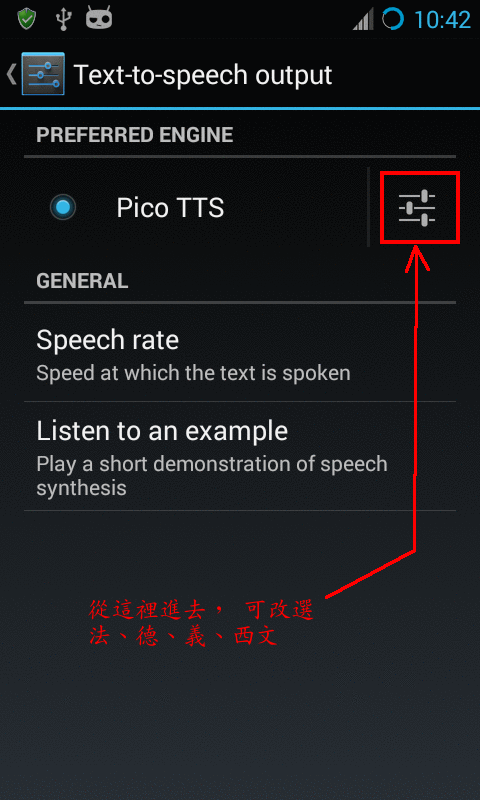 10:42
Text-to-speech output
PREFERRED ENGINE
Pico TTS
GENERAL
Speech rate
Speed at which the text is spoken
Listen to an example
Play a short demonstration of speech
synthesis
從這裡進去， 可改選
法、德、義、西文